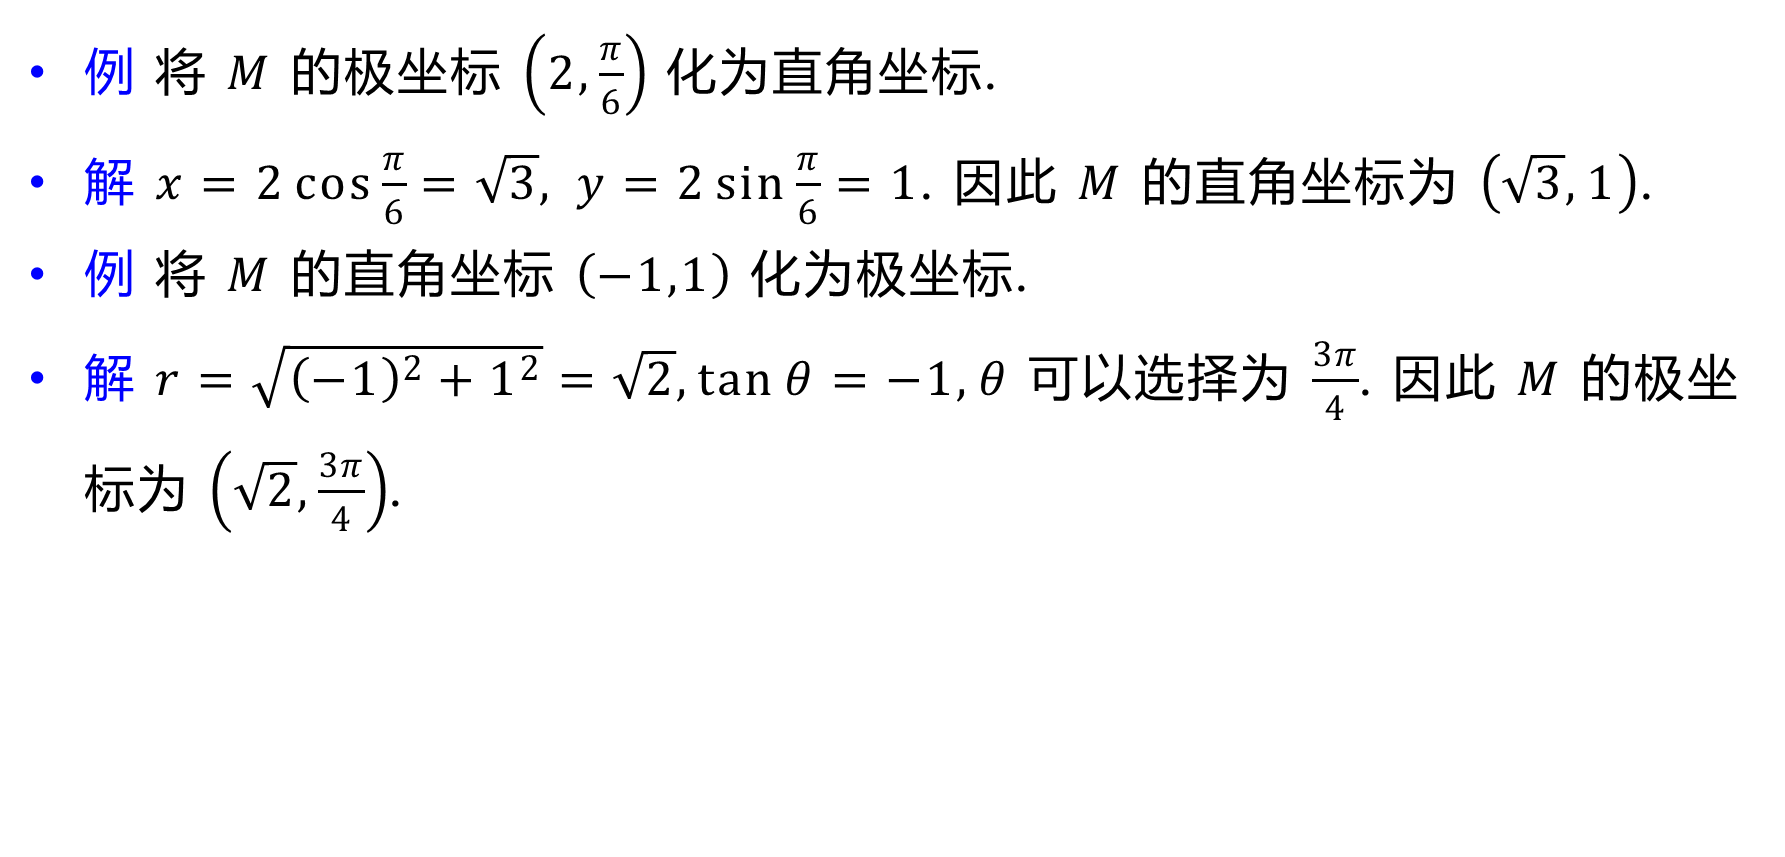 • 例 将 M 的极坐标 (2, π/6) 化为直角坐标.
• 解 x = 2 cos π/6 = √3, y = 2 sin π/6 = 1. 因此 M 的直角坐标为 (√3, 1).
• 例 将 M 的直角坐标 (−1,1) 化为极坐标.
• 解 r = √((−1)² + 1²) = √2, tan θ = −1, θ 可以选择为 3π/4. 因此 M 的极坐
标为 (√2, 3π/4).